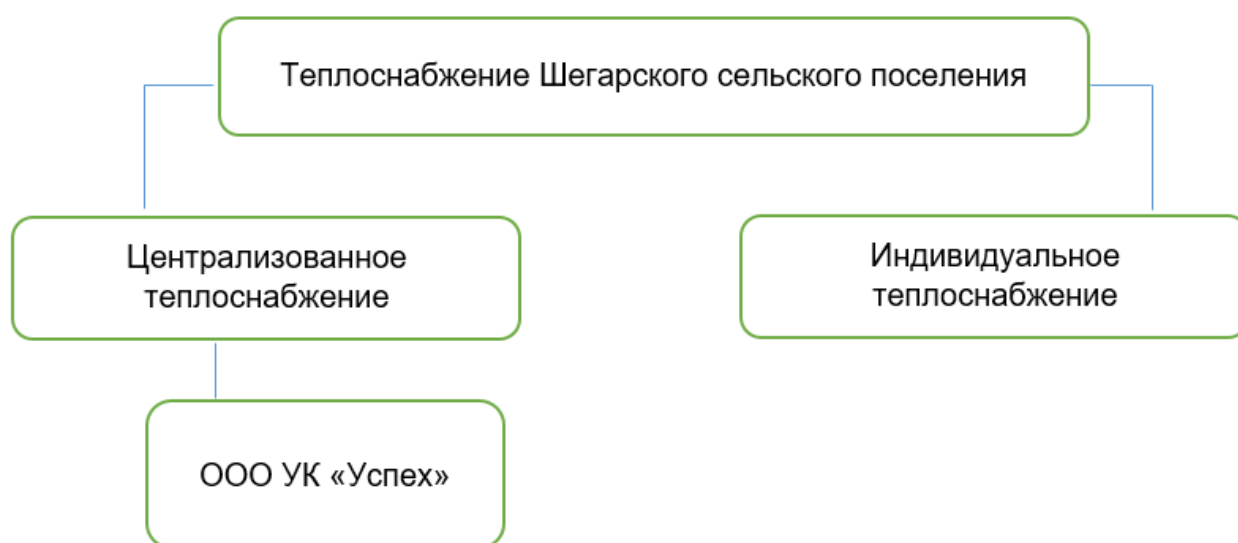 Теплоснабжение Шегарского сельского поселения
Централизованное
теплоснабжение
Индивидуальное
теплоснабжение
ООО УК «Успех»